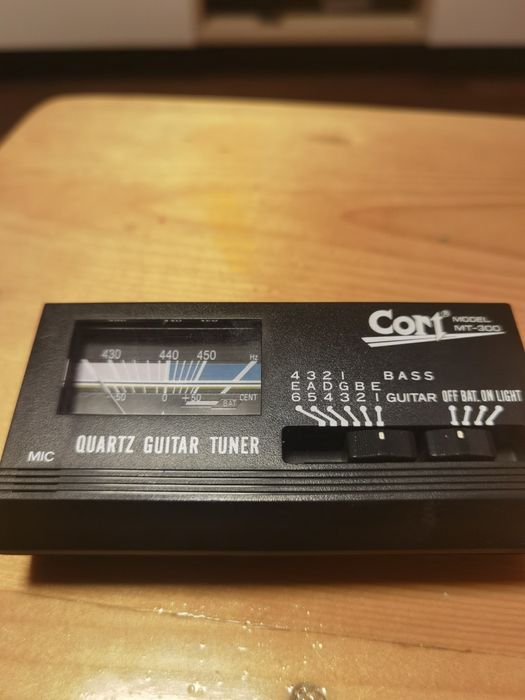 Cort® MODEL
MT-300
430 440 450 Hz
50 0 +50 CENT
BAT
4 3 2 1 BASS
E A D G B E
6 5 4 3 2 1 GUITAR OFF BAT. ON LIGHT
MIC QUARTZ GUITAR TUNER